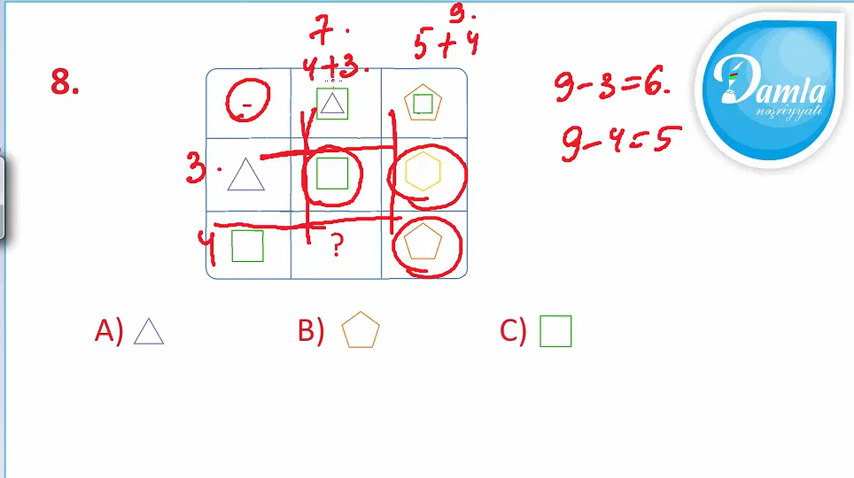 9.
7.
5+4
4+3.
8.
-
9-3=6.
9-4=5
Damla
nəşriyyatı
3.
4
?
A)
B)
C)